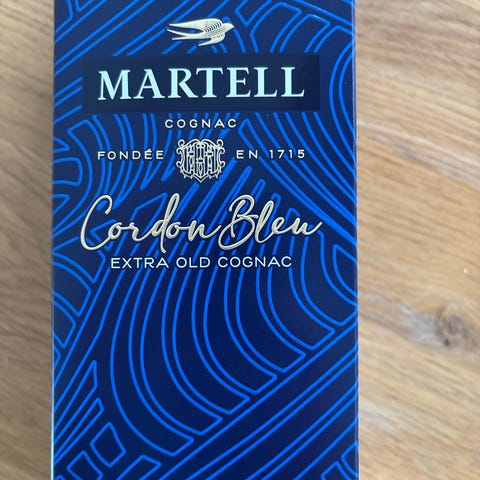 MARTELL
COGNAC
FONDÉE EN 1715
Cordon Bleu
EXTRA OLD COGNAC